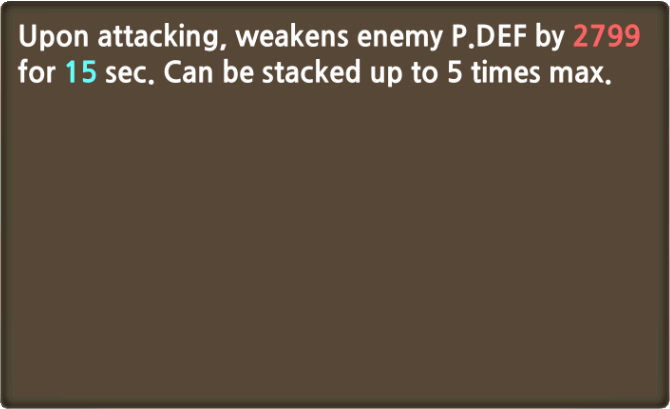 Upon attacking, weakens enemy P.DEF by 2799
for 15 sec. Can be stacked up to 5 times max.